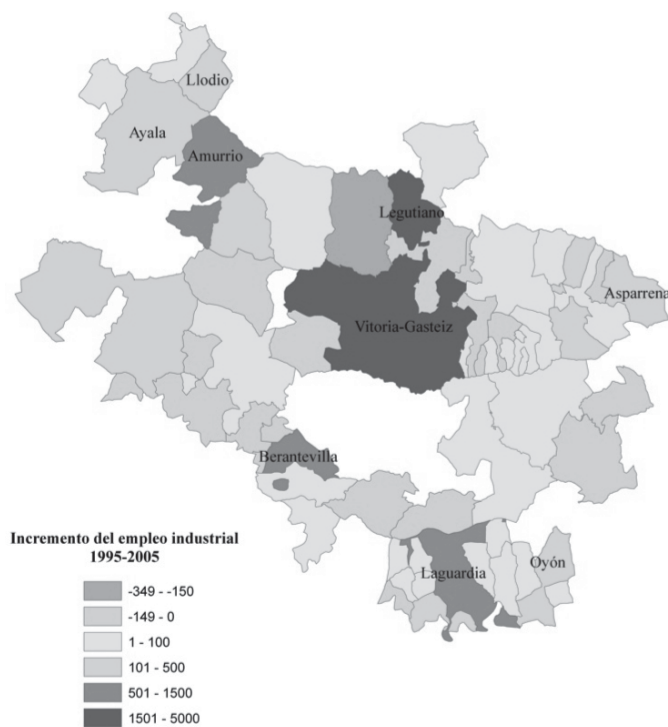 Llodio
Ayala
Amurrio
Legutiano
Asparrena
Vitoria-Gasteiz
Berantevilla
Incremento del empleo industrial
1995-2005
Oyón
Laguardia
-349 - -150
-149 - 0
1 - 100
101 - 500
501 - 1500
1501 - 5000